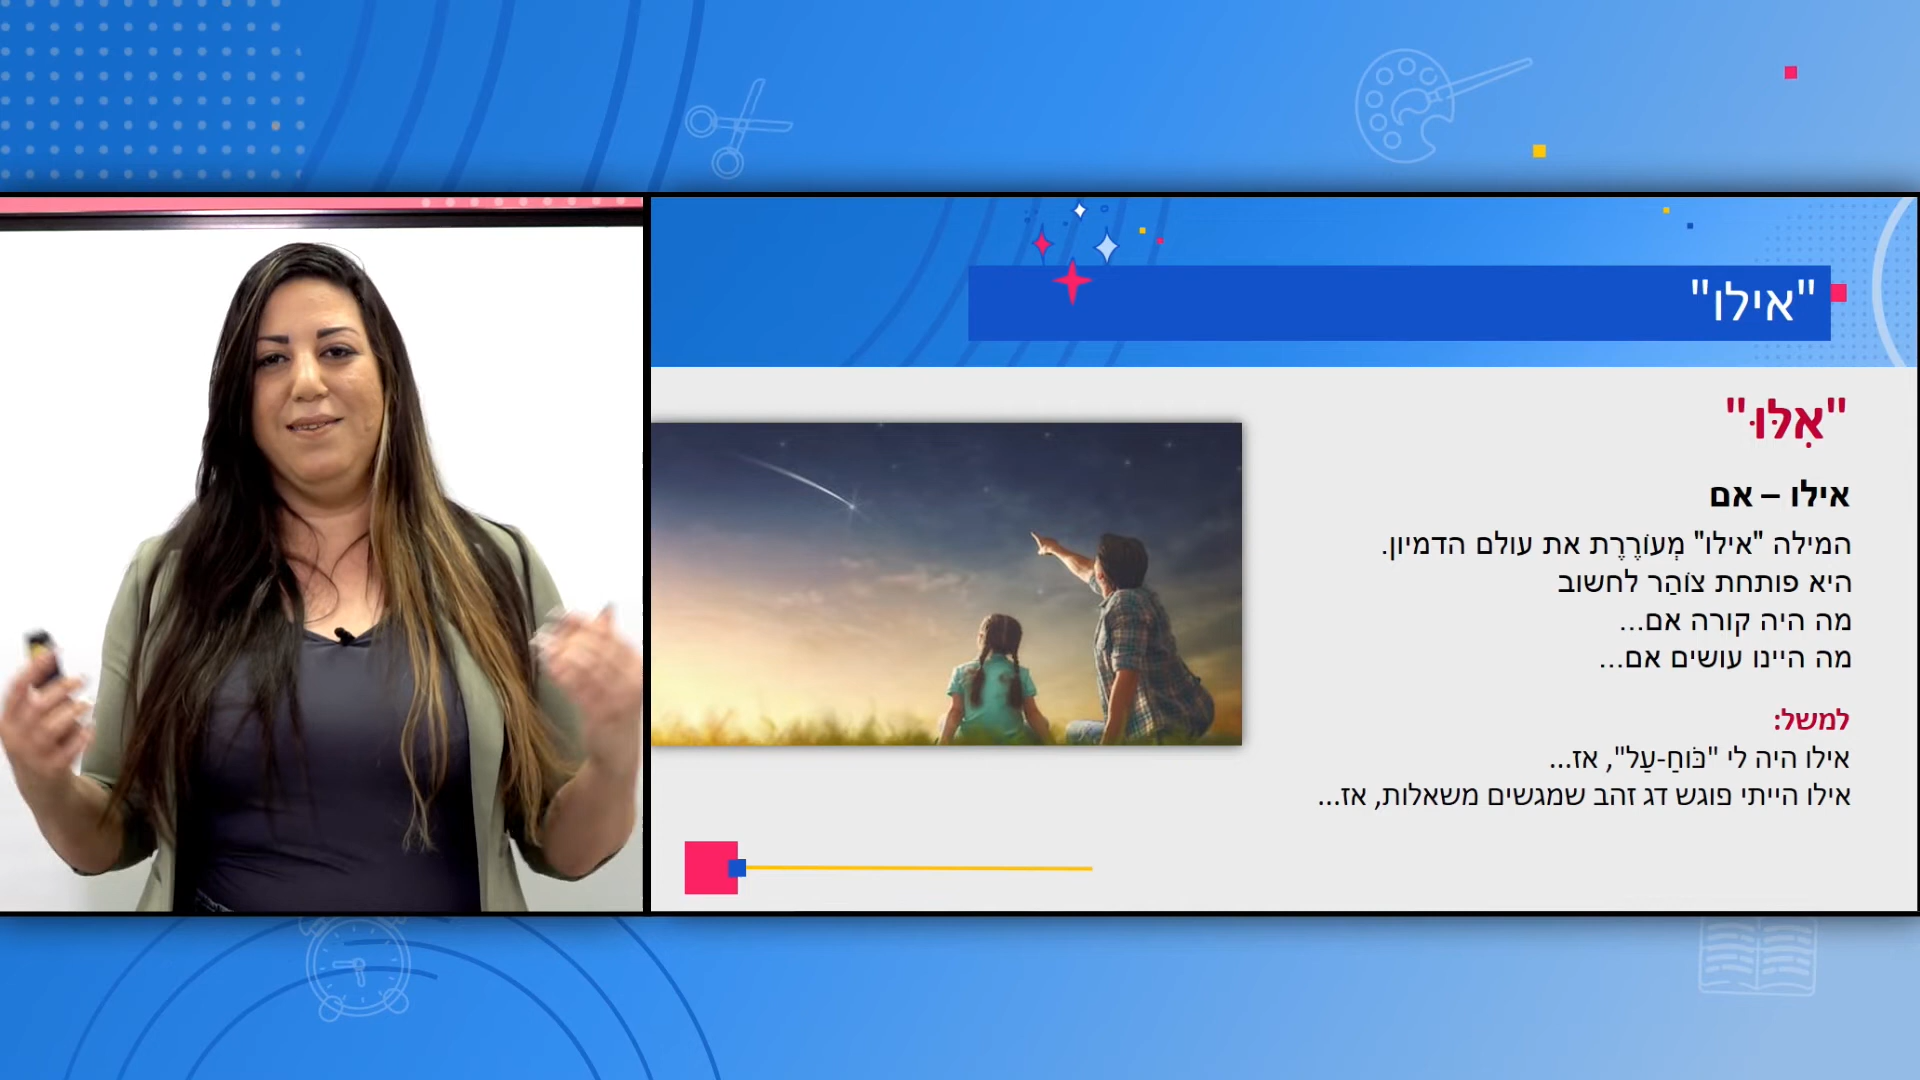 "אילו"
"אִלּוּ"
אילו – אם
המילה "אילו" מְעוֹרֶרֶת את עולם הדמיון.
היא פותחת צוֹהַר לחשוב
מה היה קורה אם...
מה היינו עושים אם...
למשל:
אילו היה לי "כּוֹחַ-עַל", אז...
אילו הייתי פוגש דג זהב שמגשים משאלות, אז...